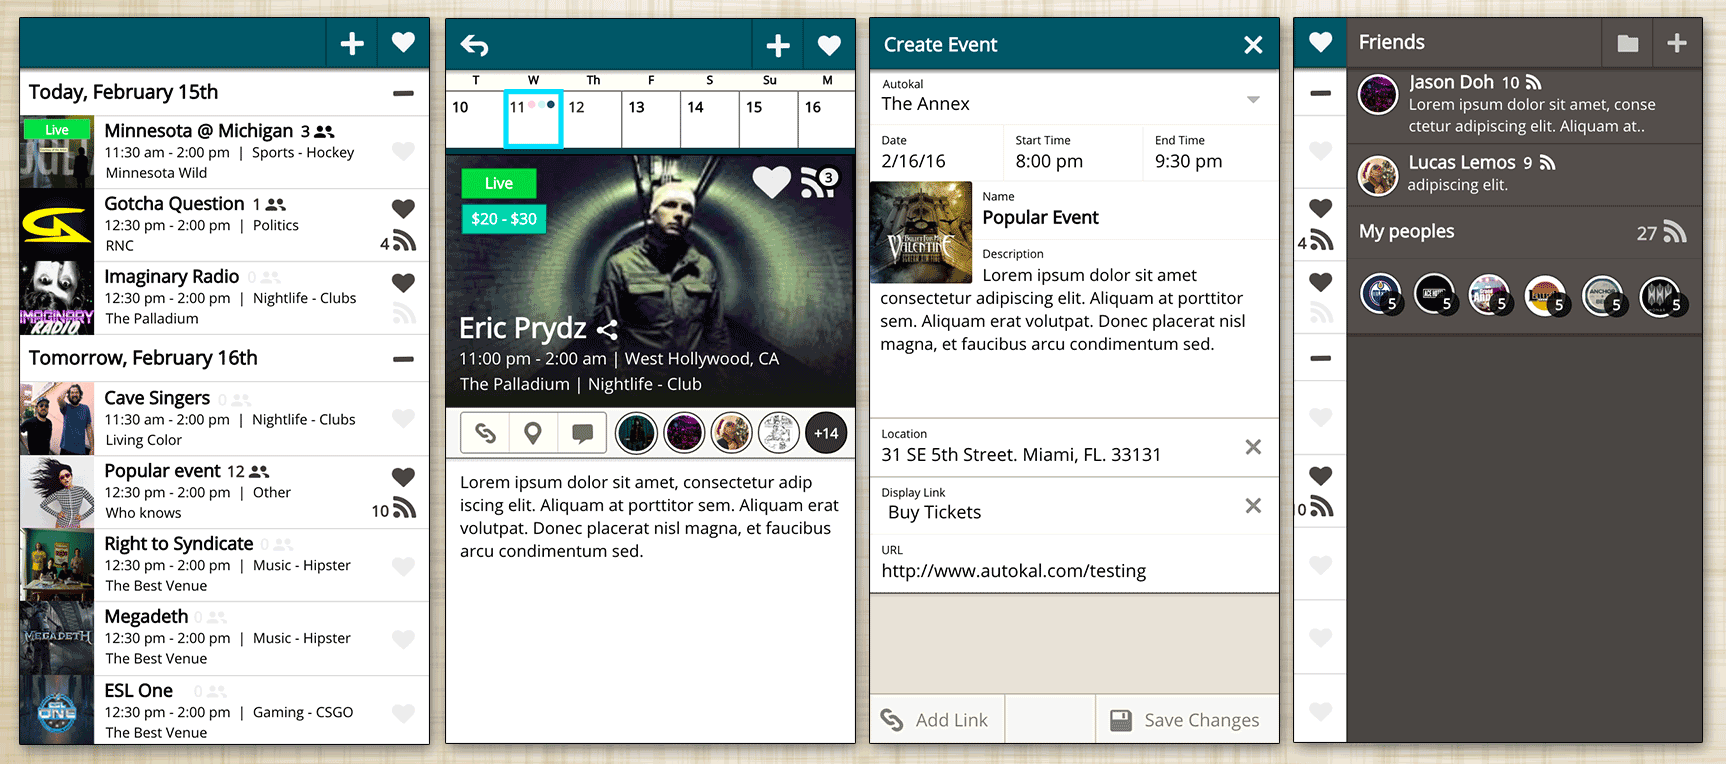 Today, February 15th
Live
Minnesota @ Michigan 3
11:30 am - 2:00 pm | Sports - Hockey
Minnesota Wild
Gotcha Question 1
12:30 pm - 2:00 pm | Politics
RNC
4
Imaginary Radio 0
12:30 pm - 2:00 pm | Nightlife - Clubs
The Palladium
IMAGINARY
RADIO
Tomorrow, February 16th
Cave Singers 0
11:30 am - 2:00 pm | Nightlife - Clubs
Living Color
Popular event 12
12:30 pm - 2:00 pm | Other
Who knows
10
Right to Syndicate 0
12:30 pm - 2:00 pm | Music - Hipster
The Best Venue
Megadeth 0
12:30 pm - 2:00 pm | Music - Hipster
The Best Venue
MEGADETH
ESL One 0
12:30 pm - 2:00 pm | Gaming - CSGO
The Best Venue
ESL
ONE
T W Th F S Su M
10 11 12 13 14 15 16
Live
3
$20 - $30
Eric Prydz
11:00 pm - 2:00 am | West Hollywood, CA
The Palladium | Nightlife - Club
+14
Lorem ipsum dolor sit amet, consectetur adip
iscing elit. Aliquam at porttitor sem. Aliquam erat
volutpat. Donec placerat nisl magna, et faucibus
arcu condimentum sed.
Create Event
Autokal
The Annex
Date Start Time End Time
2/16/16 8:00 pm 9:30 pm
BULLET FOR MY
VALENTINE
Name
Popular Event
Description
Lorem ipsum dolor sit amet
consectetur adipiscing elit. Aliquam at porttitor
sem. Aliquam erat volutpat. Donec placerat nisl
magna, et faucibus arcu condimentum sed.
Location
31 SE 5th Street. Miami, FL. 33131
Display Link
Buy Tickets
URL
http://www.autokal.com/testing
Add Link Save Changes
4
0
Friends
Jason Doh 10
Lorem ipsum dolor sit amet, conse
ctetur adipiscing elit. Aliquam at..
Lucas Lemos 9
adipiscing elit.
My peoples 27
5 5 5 5 5 5